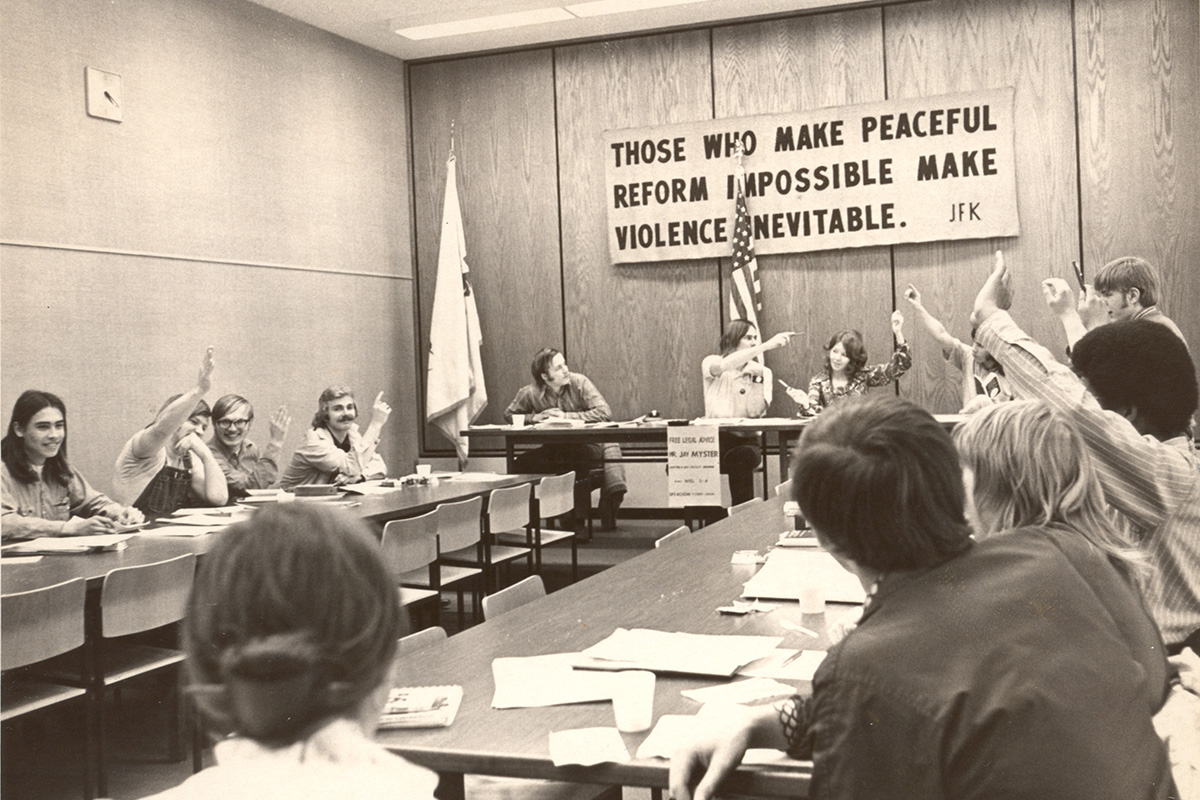 THOSE WHO MAKE PEACEFUL
REFORM IMPOSSIBLE MAKE
VIOLENCE INEVITABLE. JFK
FREE LEGAL ADVICE
MR. JAY MYSTER